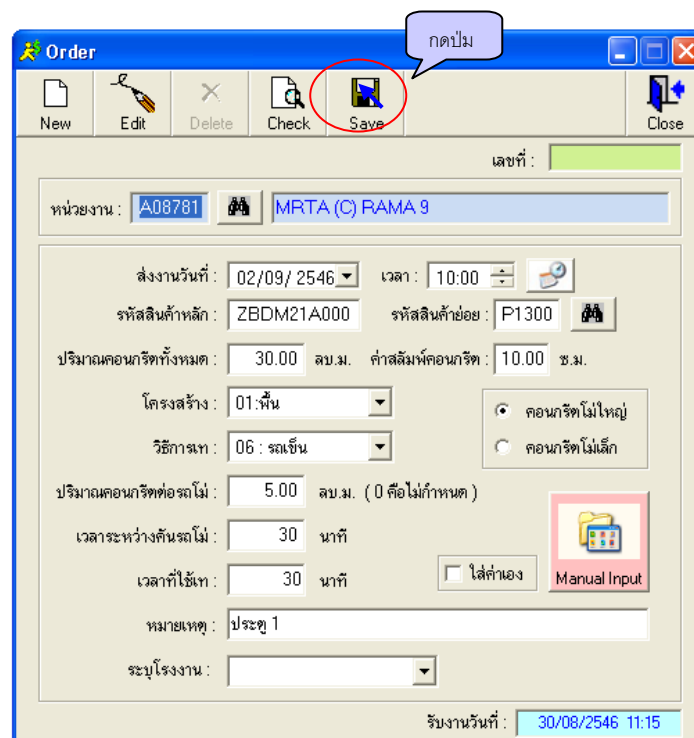 กดปุ่ม
Order
New Edit Delete Check Save Close
เลขที่ :
หน่วยงาน : A08781 MRTA (C) RAMA 9
ส่งงานวันที่ : 02/09/ 2546 เวลา : 10:00
รหัสสินค้าหลัก : ZBDM21A000 รหัสสินค้าย่อย : P1300
ปริมาณคอนกรีตทั้งหมด : 30.00 ลบ.ม. ค่าสลัมพ์คอนกรีต : 10.00 ซ.ม.
โครงสร้าง : 01:พื้น
คอนกรีตโม่ใหญ่
วิธีการเท : 06 : รถเข็น
คอนกรีตโม่เล็ก
ปริมาณคอนกรีตต่อรถโม่ : 5.00 ลบ.ม. ( 0 คือไม่กำหนด )
เวลาระหว่างคันรถโม่ : 30 นาที
เวลาที่ใช้เท : 30 นาที ใส่ค่าเอง Manual Input
หมายเหตุ : ประตู 1
ระบุโรงงาน :
รับงานวันที่ : 30/08/2546 11:15